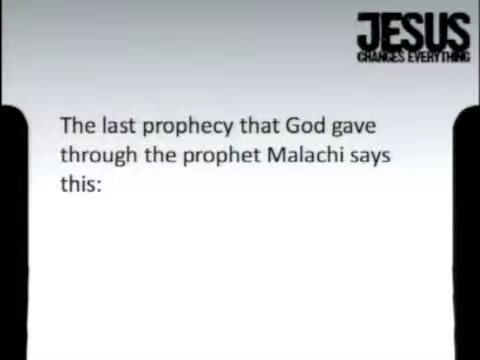 JESUS
CHANGES EVERYTHING
The last prophecy that God gave
through the prophet Malachi says
this: